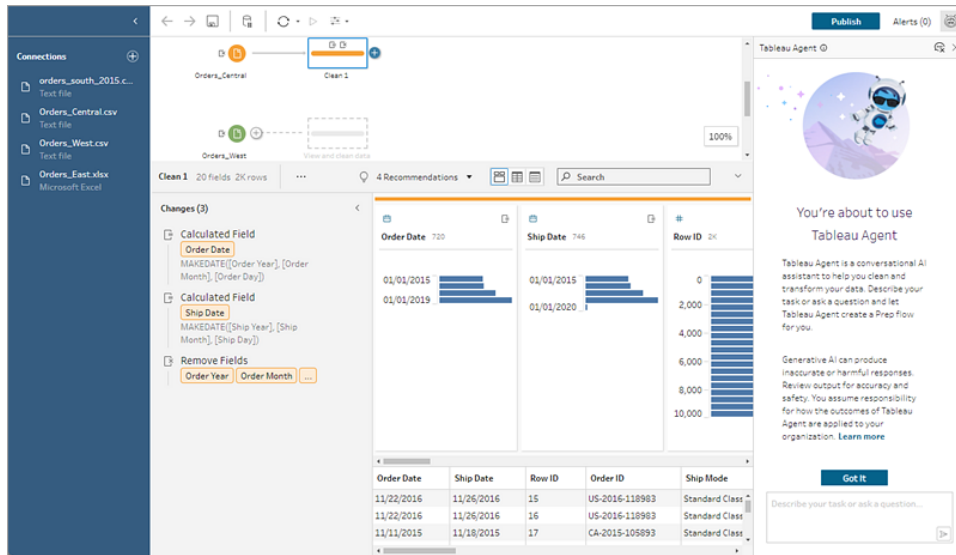 Publish
Alerts (0)
Connections
orders_south_2015.c...
Text file
Orders_Central.csv
Text file
Orders_West.csv
Text file
Orders_East.xlsx
Microsoft Excel
Orders_Central
Clean 1
Orders_West
View and clean data
100%
Clean 1 20 fields 2K rows ...
4 Recommendations
Search
Changes (3)
Calculated Field
Order Date
MAKEDATE([Order Year], [Order
Month], [Order Day])
Calculated Field
Ship Date
MAKEDATE([Ship Year], [Ship
Month], [Ship Day])
Remove Fields
Order Year Order Month ...
Order Date 720
01/01/2015
01/01/2019
Ship Date 746
01/01/2015
01/01/2020
#
Row ID 2K
0
2,000
4,000
6,000
8,000
10,000
Order Date Ship Date Row ID Order ID Ship Mode
11/22/2016 11/26/2016 15 US-2016-118983 Standard Class
11/22/2016 11/26/2016 16 US-2016-118983 Standard Class
11/11/2015 11/18/2015 17 CA-2015-105893 Standard Class
Tableau Agent
You're about to use
Tableau Agent
Tableau Agent is a conversational AI
assistant to help you clean and
transform your data. Describe your
task or ask a question and let
Tableau Agent create a Prep flow
for you.
Generative AI can produce
inaccurate or harmful responses.
Review output for accuracy and
safety. You assume responsibility
for how the outcomes of Tableau
Agent are applied to your
organization. Learn more
Got It
Describe your task or ask a question...